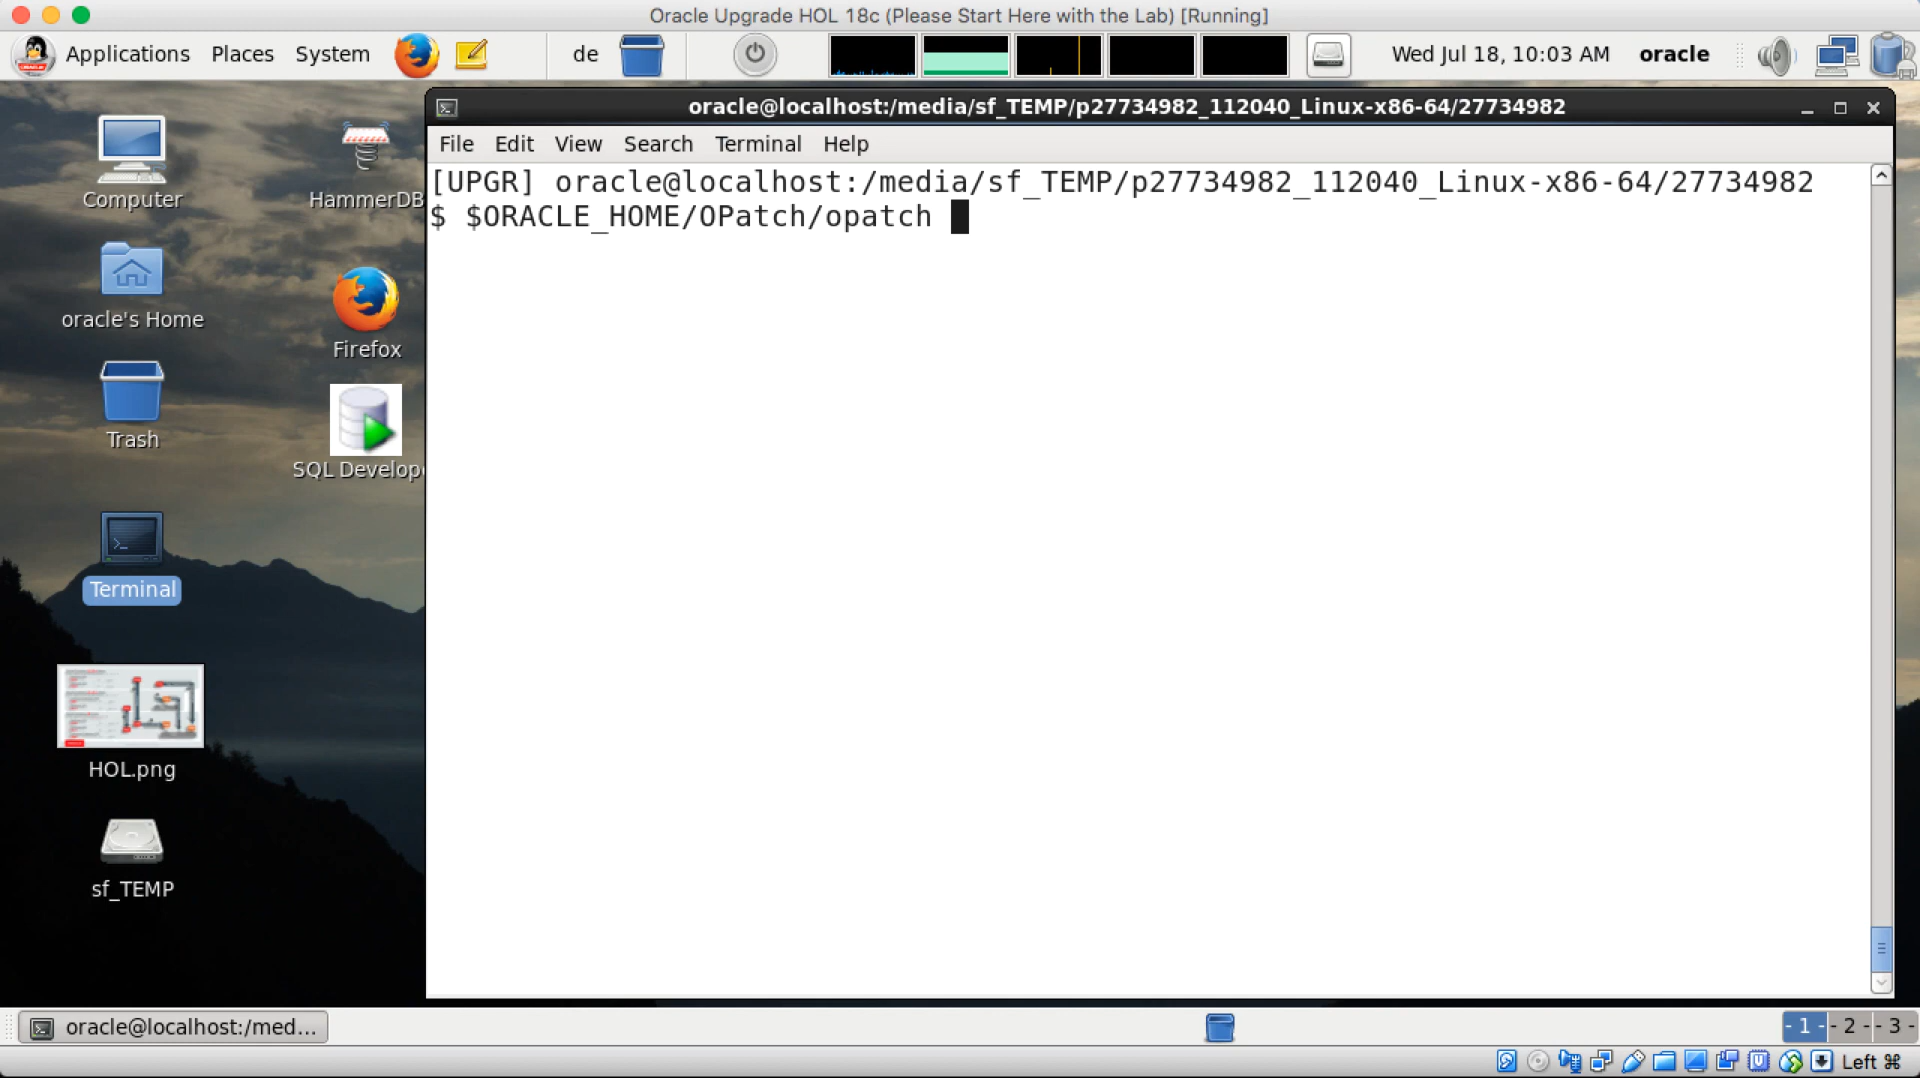 Oracle Upgrade HOL 18c (Please Start Here with the Lab) [Running]
Applications Places System de Wed Jul 18, 10:03 AM oracle
oracle@localhost:/media/sf_TEMP/p27734982_112040_Linux-x86-64/27734982
File Edit View Search Terminal Help
[UPGR] oracle@localhost:/media/sf_TEMP/p27734982_112040_Linux-x86-64/27734982
$ $ORACLE_HOME/OPatch/opatch
Computer
HammerDB
oracle's Home
Firefox
Trash
SQL Develope
Terminal
HOL.png
sf_TEMP
oracle@localhost:/med...
- 1 - - 2 - - 3 -
Left ⌘